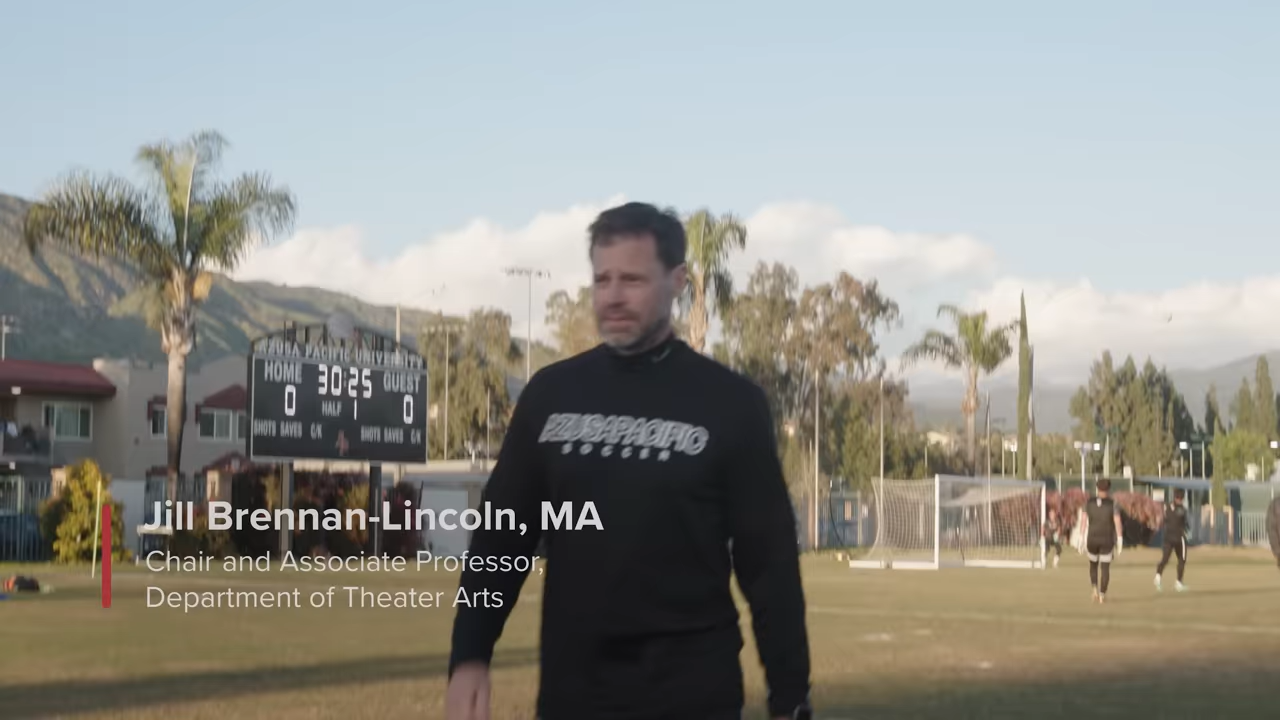 AZUSA PACIFIC UNIVERSITY
HOME 30:25 GUEST
0 HALF 1 0
SHOTS SAVES C/K SHOTS SAVES C/K
AZUSA PACIFIC
SOCCER
Jill Brennan-Lincoln, MA
Chair and Associate Professor,
Department of Theater Arts